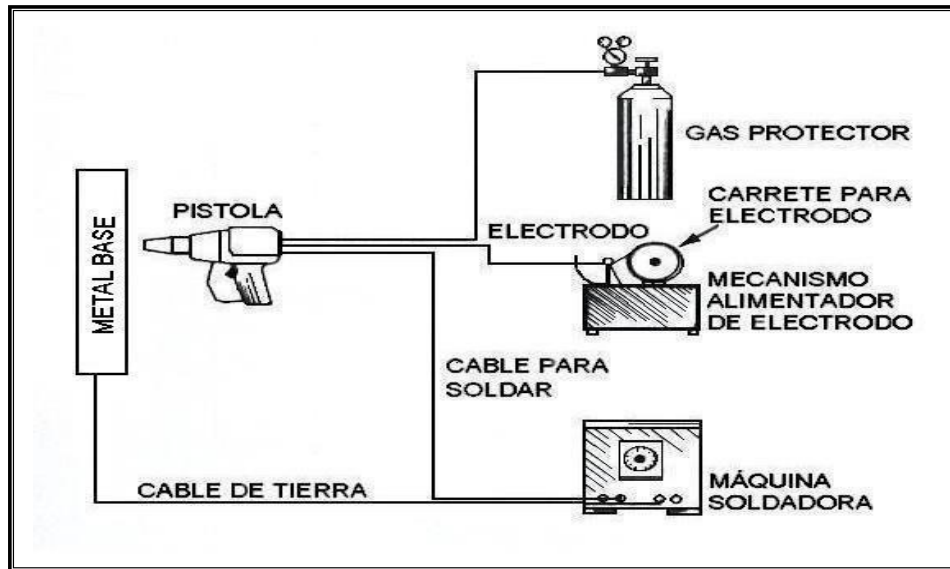 GAS PROTECTOR
CARRETE PARA
ELECTRODO
PISTOLA
ELECTRODO
METAL BASE
MECANISMO
ALIMENTADOR
DE ELECTRODO
CABLE PARA
SOLDAR
CABLE DE TIERRA
MÁQUINA
SOLDADORA